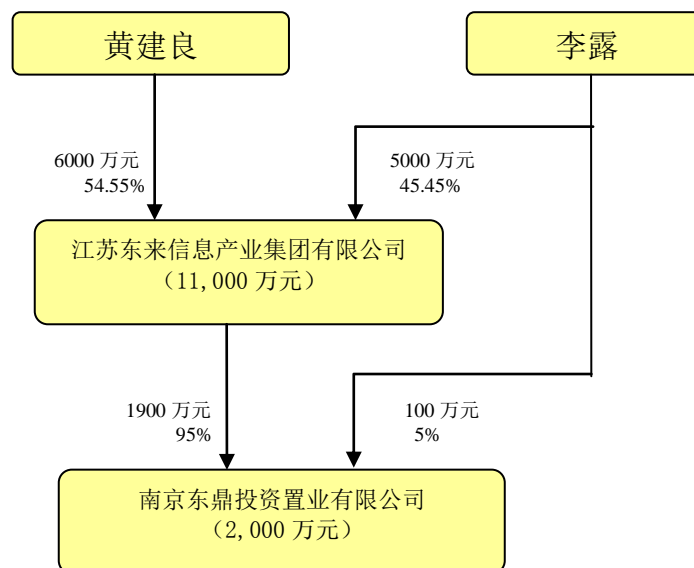 黄建良
李露
6000 万元
54.55%
5000 万元
45.45%
江苏东来信息产业集团有限公司
（11,000 万元）
1900 万元
95%
100 万元
5%
南京东鼎投资置业有限公司
（2,000 万元）